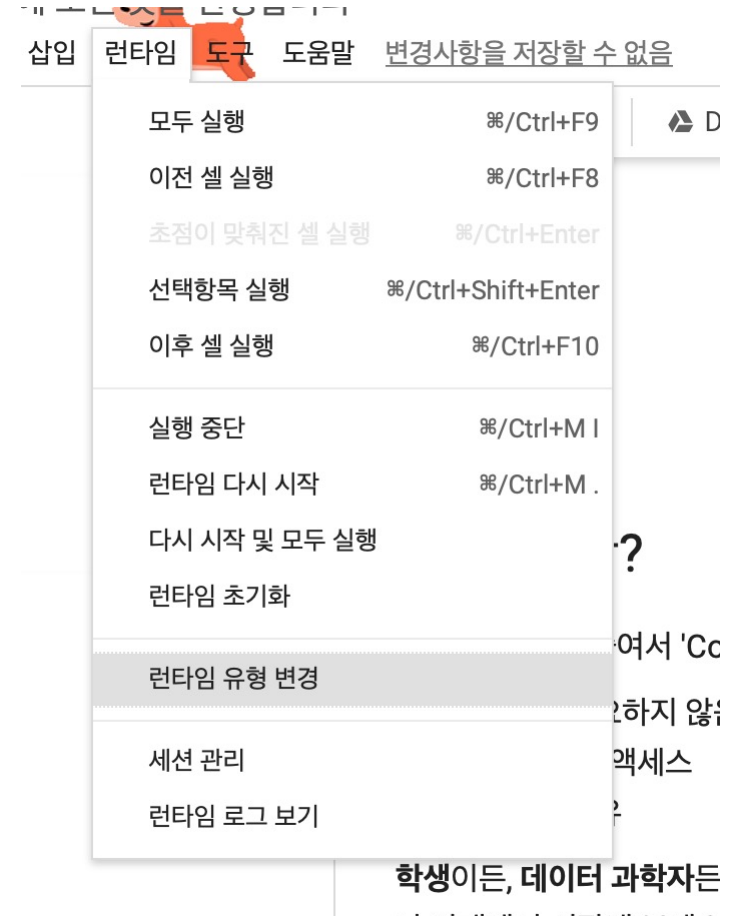 삽입 런타임 도구 도움말 변경사항을 저장할 수 없음
모두 실행 ⌘/Ctrl+F9
이전 셀 실행 ⌘/Ctrl+F8
초점이 맞춰진 셀 실행 ⌘/Ctrl+Enter
선택항목 실행 ⌘/Ctrl+Shift+Enter
이후 셀 실행 ⌘/Ctrl+F10
실행 중단 ⌘/Ctrl+M I
런타임 다시 시작 ⌘/Ctrl+M .
다시 시작 및 모두 실행
런타임 초기화
?
여서 'Co
런타임 유형 변경
하지 않은
세션 관리
액세스
런타임 로그 보기
학생이든, 데이터 과학자든